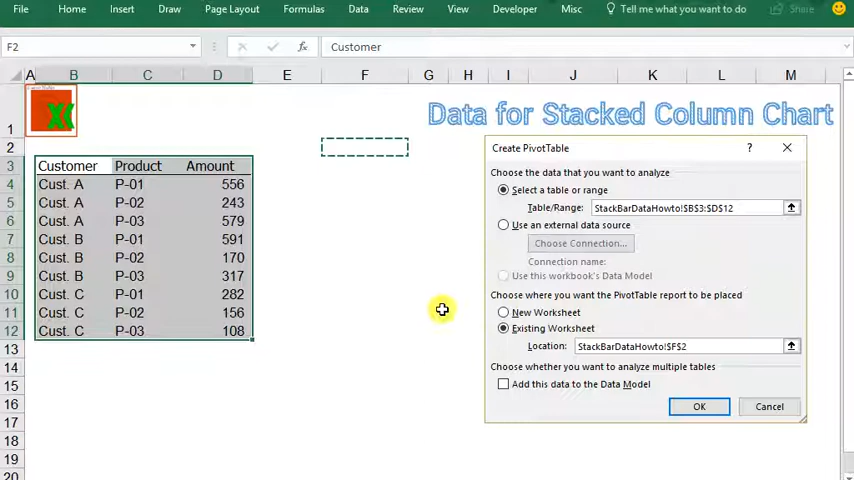 File Home Insert Draw Page Layout Formulas Data Review View Developer Misc Tell me what you want to do Share
F2 fx Customer
A B C D E F G H I J K L M
1 Data for Stacked Column Chart
2
3 Customer Product Amount
4 Cust. A P-01 556
5 Cust. A P-02 243
6 Cust. A P-03 579
7 Cust. B P-01 591
8 Cust. B P-02 170
9 Cust. B P-03 317
10 Cust. C P-01 282
11 Cust. C P-02 156
12 Cust. C P-03 108
13
14
15
16
17
18
19
20
Create PivotTable ? ×
Choose the data that you want to analyze
Select a table or range
Table/Range: StackBarDataHowto!$B$3:$D$12
Use an external data source
Choose Connection...
Connection name:
Use this workbook's Data Model
Choose where you want the PivotTable report to be placed
New Worksheet
Existing Worksheet
Location: StackBarDataHowto!$F$2
Choose whether you want to analyze multiple tables
Add this data to the Data Model
OK Cancel